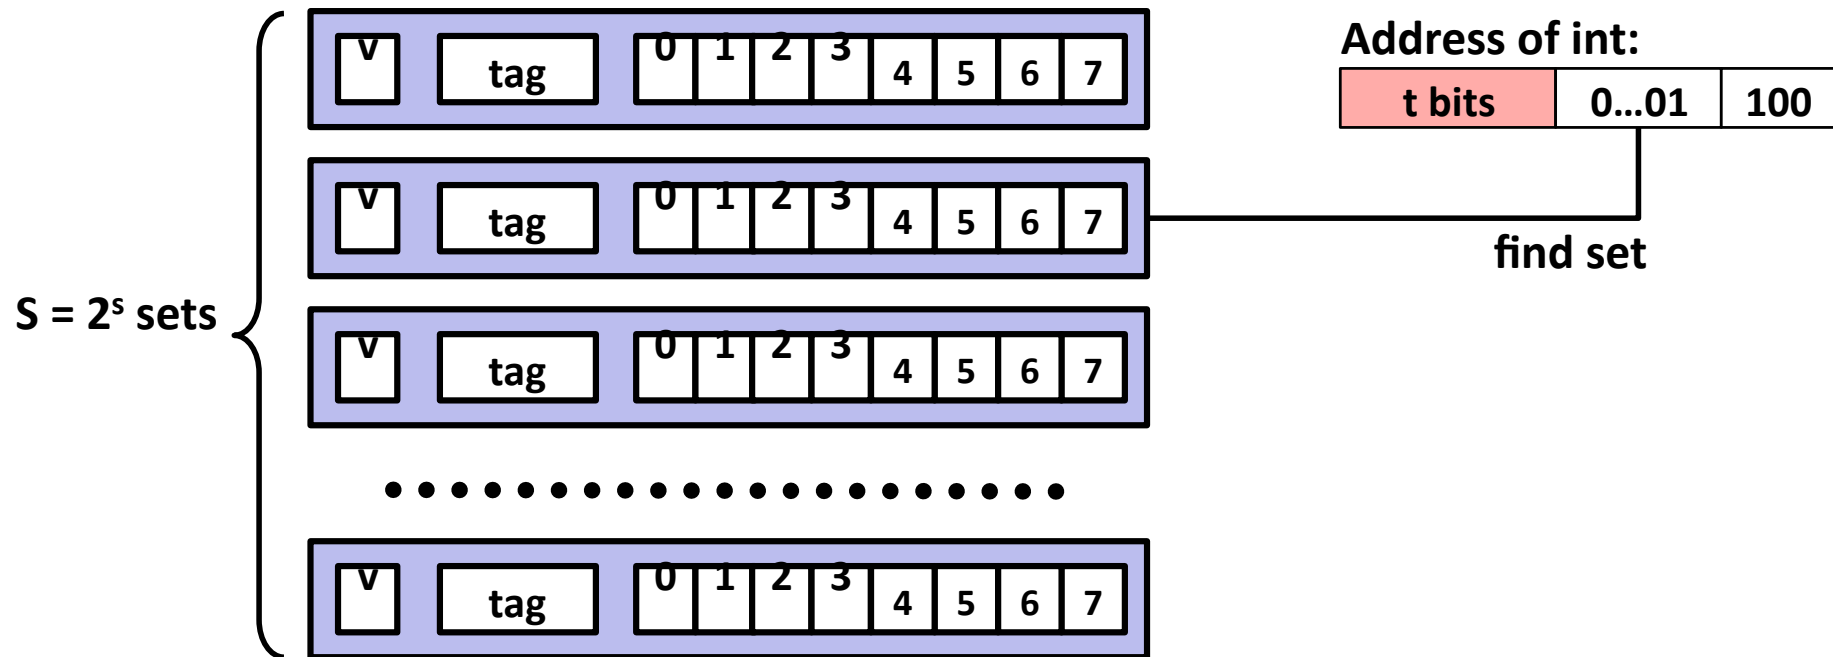 v tag 0 1 2 3 4 5 6 7
Address of int:
t bits 0...01 100
v tag 0 1 2 3 4 5 6 7
find set
S = 2ˢ sets
v tag 0 1 2 3 4 5 6 7
v tag 0 1 2 3 4 5 6 7